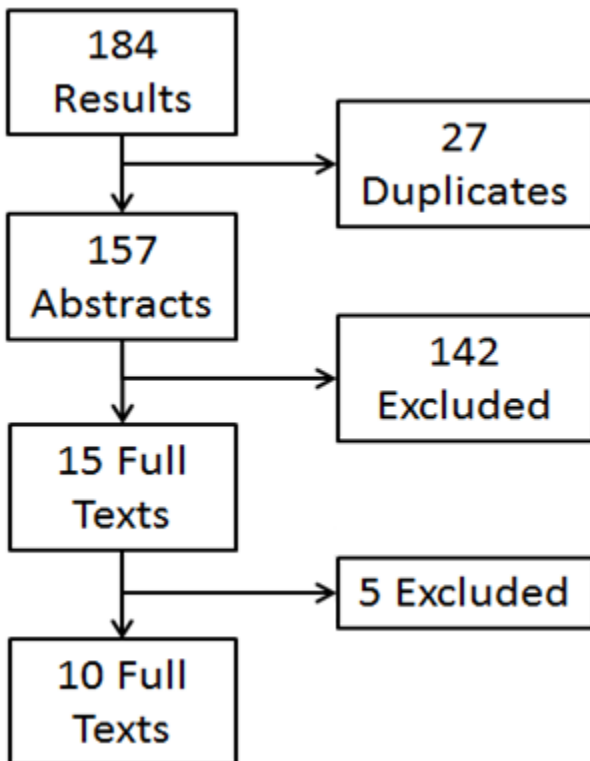 184
Results
27
Duplicates
157
Abstracts
142
Excluded
15 Full
Texts
5 Excluded
10 Full
Texts